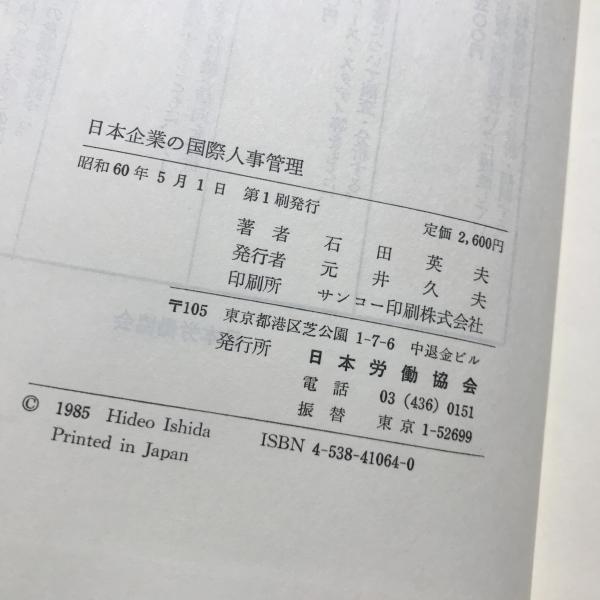 日本企業の国際人事管理
昭和60年5月1日 第1刷発行
定価 2,600円
著者 石田英夫
発行者 元井久夫
印刷所 サンコー印刷株式会社
〒105 東京都港区芝公園 1-7-6 中退金ビル
発行所 日本労働協会
電話 03 (436) 0151
振替 東京 1-52699
© 1985 Hideo Ishida
Printed in Japan
ISBN 4-538-41064-0